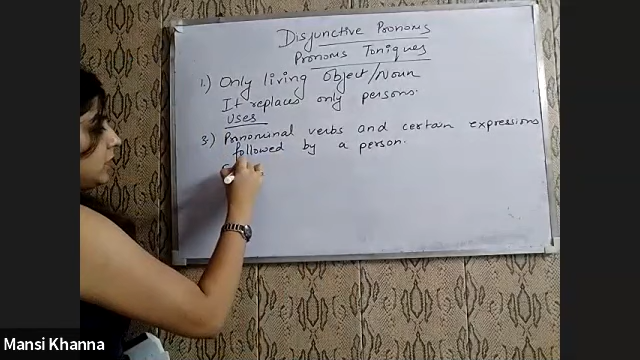 Disjunctive Pronoms
Pronoms Toniques
1.) Only living object/Noun
It replaces only persons.
Uses
3.) Pronominal verbs and certain expressions
followed by a person.
Mansi Khanna